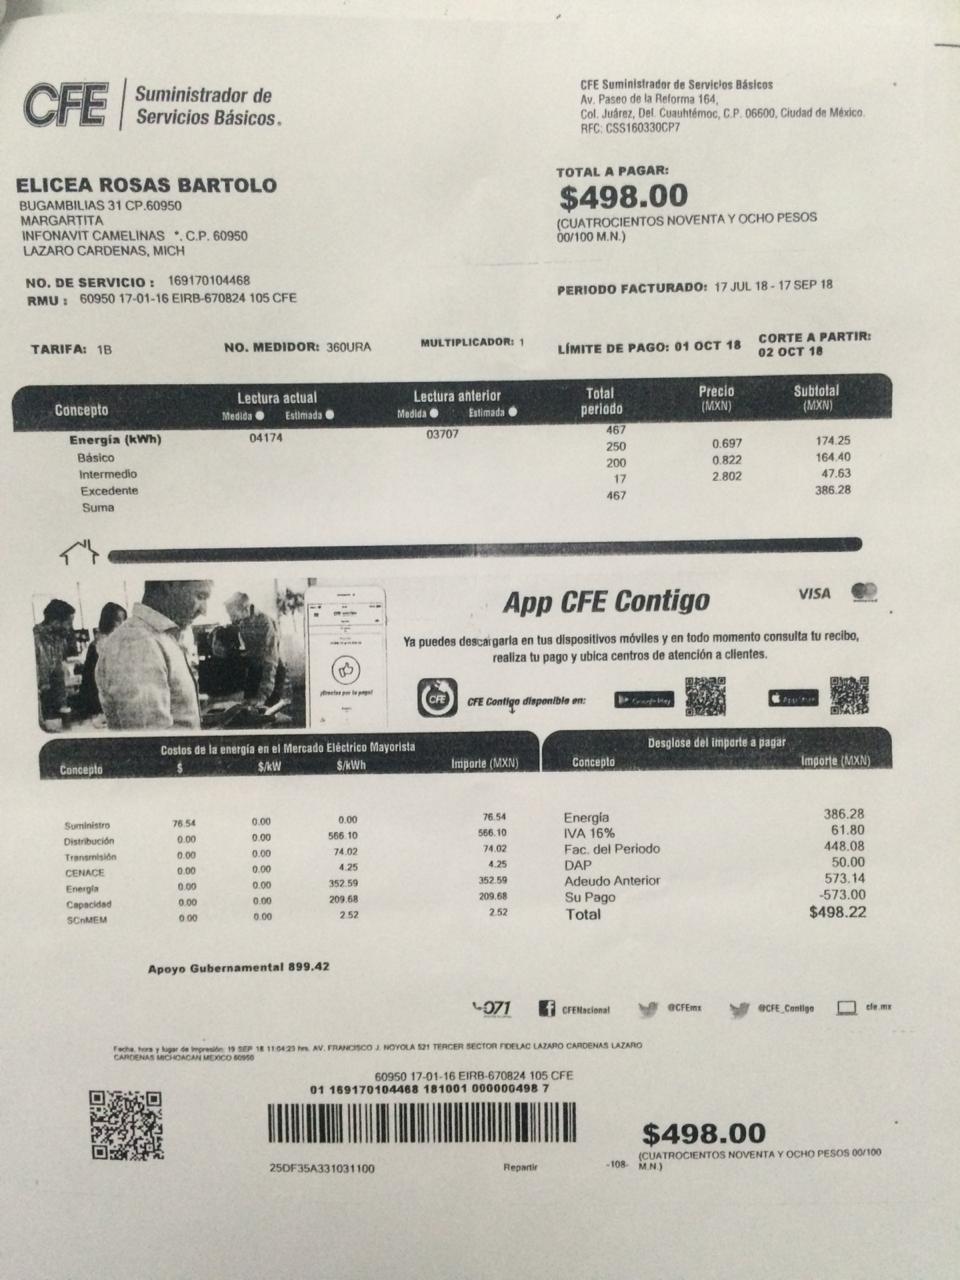 CFE Suministrador de
Servicios Básicos.
CFE Suministrador de Servicios Básicos
Av. Paseo de la Reforma 164,
Col. Juárez, Del. Cuauhtémoc, C.P. 06600, Ciudad de México.
RFC: CSS160330CP7
ELICEA ROSAS BARTOLO
BUGAMBILIAS 31 CP.60950
MARGARTITA
INFONAVIT CAMELINAS *. C.P. 60950
LAZARO CARDENAS, MICH
TOTAL A PAGAR:
$498.00
(CUATROCIENTOS NOVENTA Y OCHO PESOS
00/100 M.N.)
NO. DE SERVICIO : 169170104468
RMU : 60950 17-01-16 EIRB-670824 105 CFE
PERIODO FACTURADO: 17 JUL 18 - 17 SEP 18
TARIFA: 1B NO. MEDIDOR: 360URA MULTIPLICADOR: 1 LÍMITE DE PAGO: 01 OCT 18 CORTE A PARTIR:
02 OCT 18
Concepto Lectura actual Lectura anterior Total periodo Precio (MXN) Subtotal (MXN)
Medida Estimada Medida Estimada
Energía (kWh) 04174 03707 467
Básico 250 0.697 174.25
Intermedio 200 0.822 164.40
Excedente 17 2.802 47.63
Suma 467 386.28
App CFE Contigo VISA
Ya puedes descargarla en tus dispositivos móviles y en todo momento consulta tu recibo,
realiza tu pago y ubica centros de atención a clientes.
¡Gracias por tu pago!
CFE CFE Contigo disponible en: Google Play App Store
Costos de la energía en el Mercado Eléctrico Mayorista
Concepto $ $/kW $/kWh Importe (MXN)
Suministro 76.54 0.00 0.00 76.54
Distribución 0.00 0.00 566.10 566.10
Transmisión 0.00 0.00 74.02 74.02
CENACE 0.00 0.00 4.25 4.25
Energía 0.00 0.00 352.59 352.59
Capacidad 0.00 0.00 209.68 209.68
SCnMEM 0.00 0.00 2.52 2.52
Desglose del importe a pagar
Concepto Importe (MXN)
Energía 386.28
IVA 16% 61.80
Fac. del Periodo 448.08
DAP 50.00
Adeudo Anterior 573.14
Su Pago -573.00
Total $498.22
Apoyo Gubernamental 899.42
071 CFENacional @CFEmx @CFE_Contigo cfe.mx
Fecha, hora y lugar de impresión: 19 SEP 18 11:04:23 hrs. AV. FRANCISCO J. NOYOLA 521 TERCER SECTOR FIDELAC LAZARO CARDENAS LAZARO
CARDENAS MICHOACAN MEXICO 60950
60950 17-01-16 EIRB-670824 105 CFE
01 169170104468 181001 000000498 7
25DF35A331031100 Repartir -108-
$498.00
(CUATROCIENTOS NOVENTA Y OCHO PESOS 00/100
M.N.)